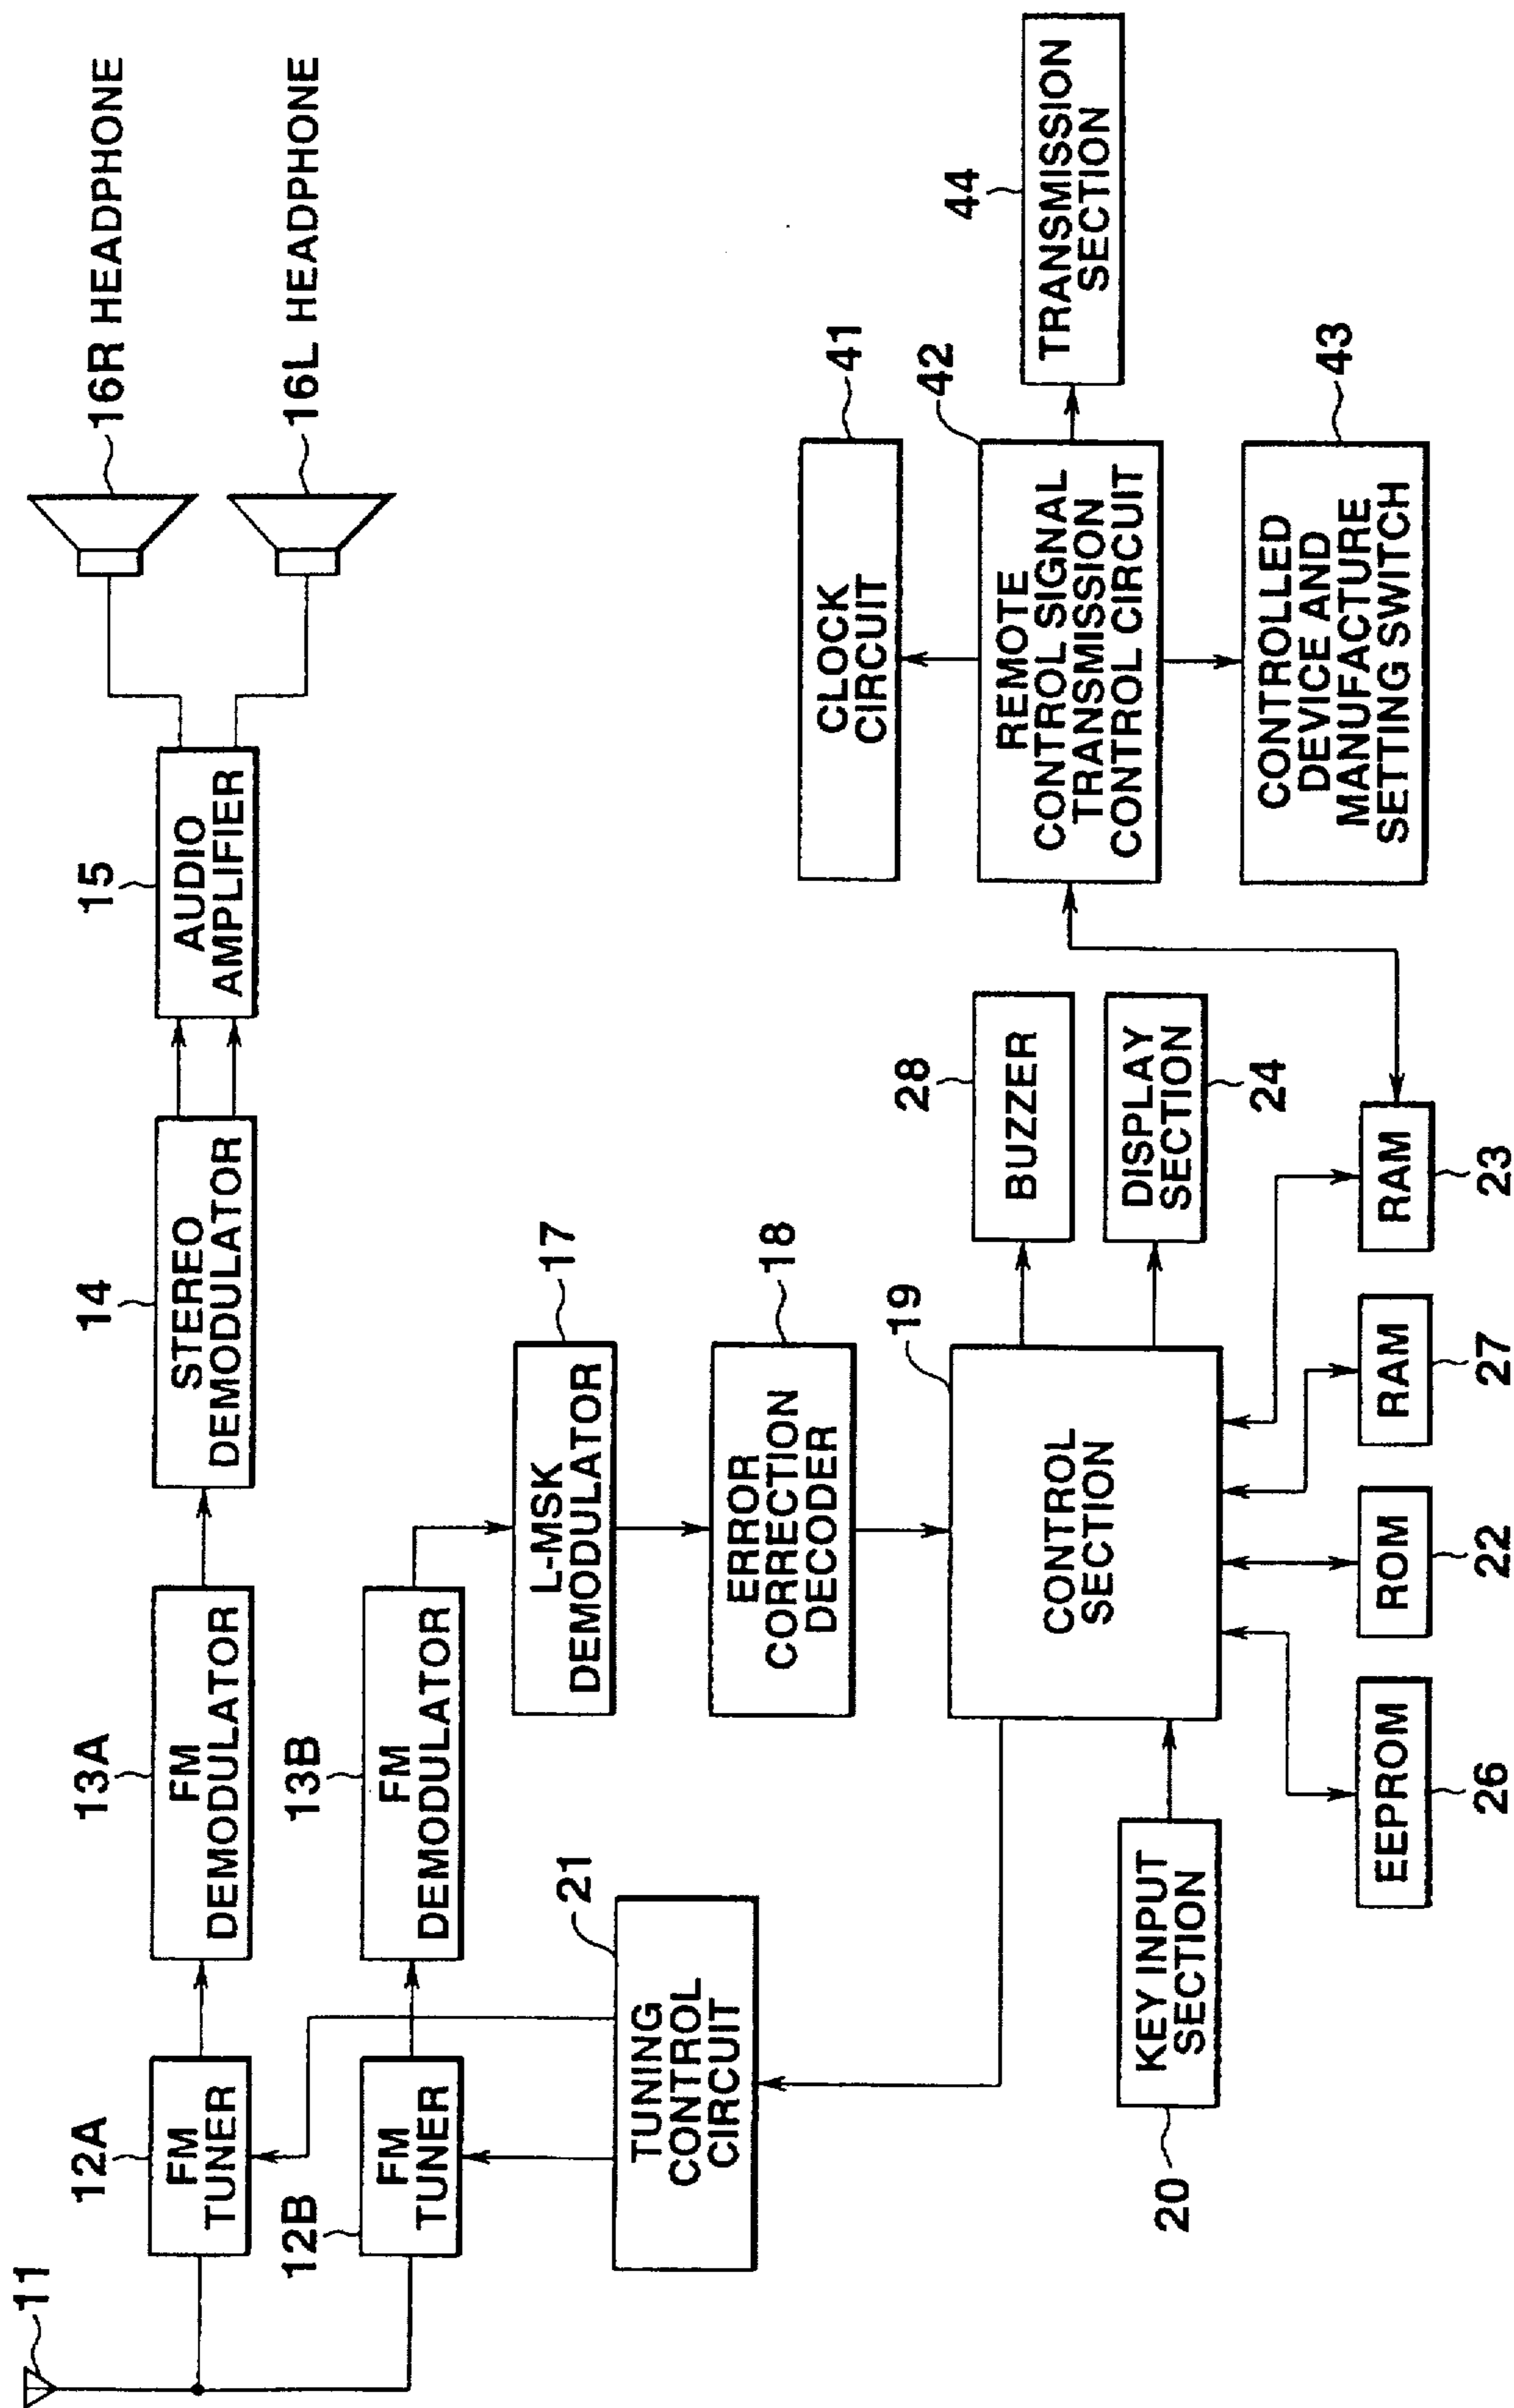 11
12A
FM
TUNER
13A
FM
DEMODULATOR
14
STEREO
DEMODULATOR
15
AUDIO
AMPLIFIER
16R HEADPHONE
16L HEADPHONE
12B
FM
TUNER
13B
FM
DEMODULATOR
17
L-MSK
DEMODULATOR
18
ERROR
CORRECTION
DECODER
21
TUNING
CONTROL
CIRCUIT
19
CONTROL
SECTION
20
KEY INPUT
SECTION
28
BUZZER
DISPLAY
SECTION
24
EEPROM
26
ROM
22
RAM
27
RAM
23
41
CLOCK
CIRCUIT
42
REMOTE
CONTROL SIGNAL
TRANSMISSION
CONTROL CIRCUIT
44
TRANSMISSION
SECTION
43
CONTROLLED
DEVICE AND
MANUFACTURE
SETTING SWITCH